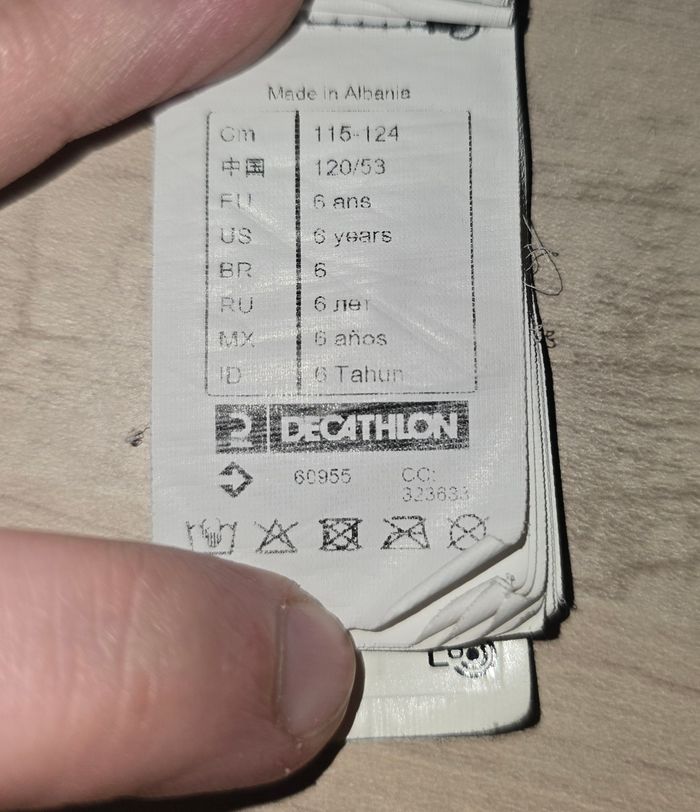 Made in Albania
Cm 115-124
中国 120/53
EU 6 ans
US 6 years
BR 6
RU 6 лет
MX 6 años
ID 6 Tahun
DECATHLON
60955 CC:
323633